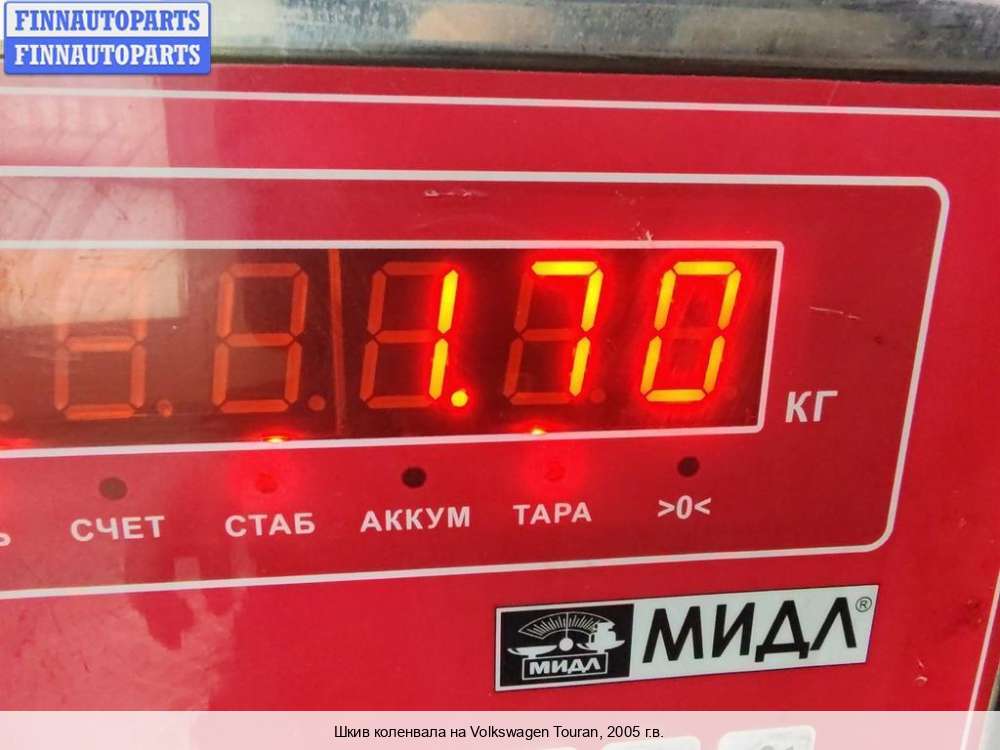 FINNAUTOPARTS
FINNAUTOPARTS
1.70
КГ
СЧЕТ СТАБ АККУМ ТАРА >0<
МИДЛ МИДЛ®
Шкив коленвала на Volkswagen Touran, 2005 г.в.